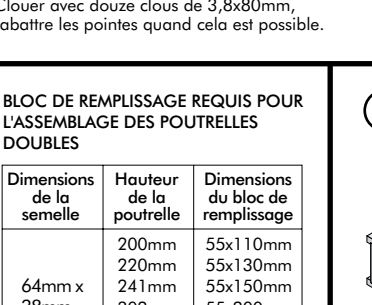 Clouer avec douze clous de 3,8x80mm,
rabattre les pointes quand cela est possible.
BLOC DE REMPLISSAGE REQUIS POUR
L'ASSEMBLAGE DES POUTRELLES
DOUBLES
Dimensions de la semelle
Hauteur de la poutrelle
Dimensions du bloc de remplissage
200mm 55x110mm
220mm 55x130mm
64mm x 241mm 55x150mm